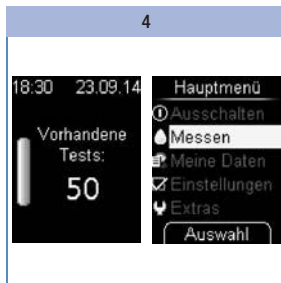 4
18:30 23.09.14
Vorhandene
Tests:
50
Hauptmenü
Ausschalten
Messen
Meine Daten
Einstellungen
Extras
Auswahl